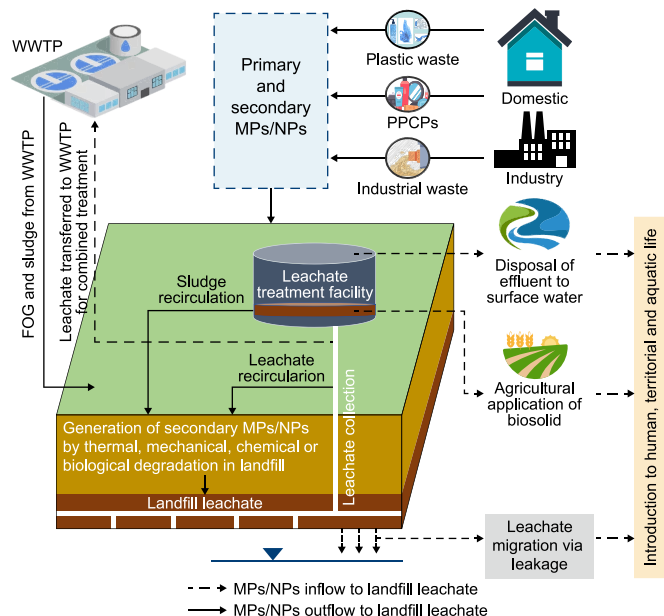 WWTP
Primary
and
secondary
MPs/NPs
Plastic waste
PPCPs
Industrial waste
Domestic
Industry
FOG and sludge from WWTP
Leachate transferred to WWTP
for combined treatment
Sludge
recirculation
Leachate
treatment facility
Leachate
recircularion
Leachate collection
Disposal of
effluent to
surface water
Agricultural
application of
biosolid
Generation of secondary MPs/NPs
by thermal, mechanical, chemical or
biological degradation in landfill
Landfill leachate
Leachate
migration via
leakage
Introduction to human, territorial and aquatic life
MPs/NPs inflow to landfill leachate
MPs/NPs outflow to landfill leachate